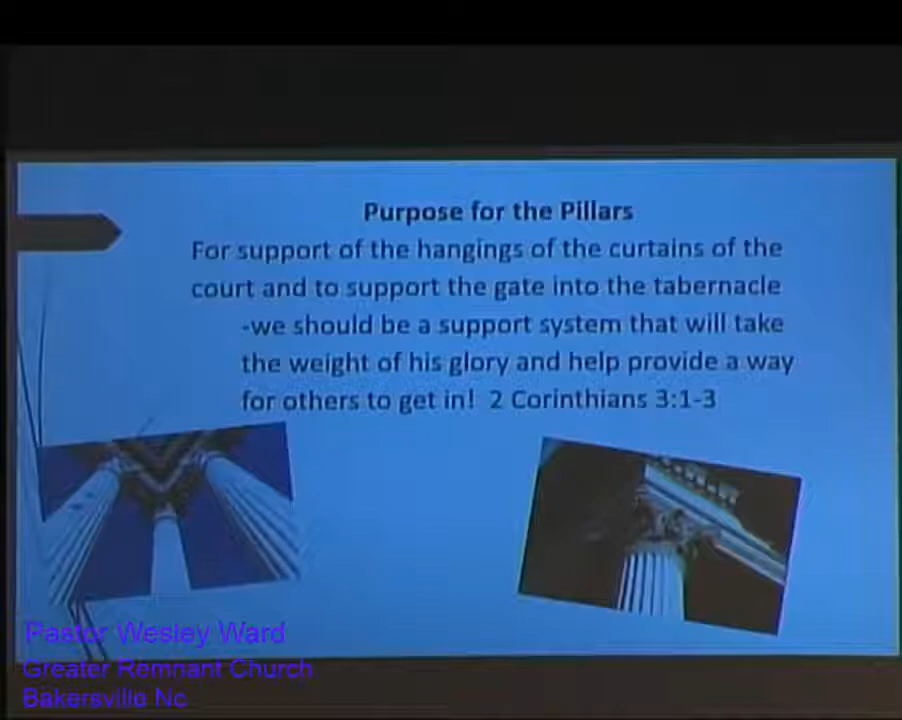 Purpose for the Pillars
For support of the hangings of the curtains of the
court and to support the gate into the tabernacle
-we should be a support system that will take
the weight of his glory and help provide a way
for others to get in! 2 Corinthians 3:1-3
Pastor Wesley Ward
Greater Remnant Church
Bakersville Nc